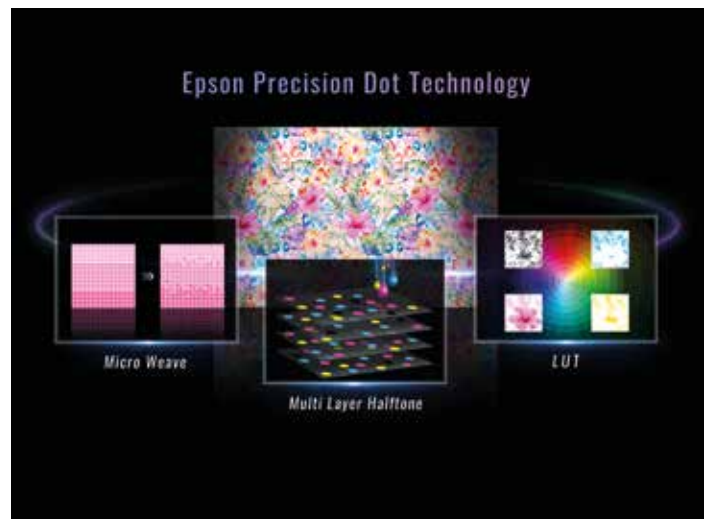 Epson Precision Dot Technology
Micro Weave
Multi Layer Halftone
LUT